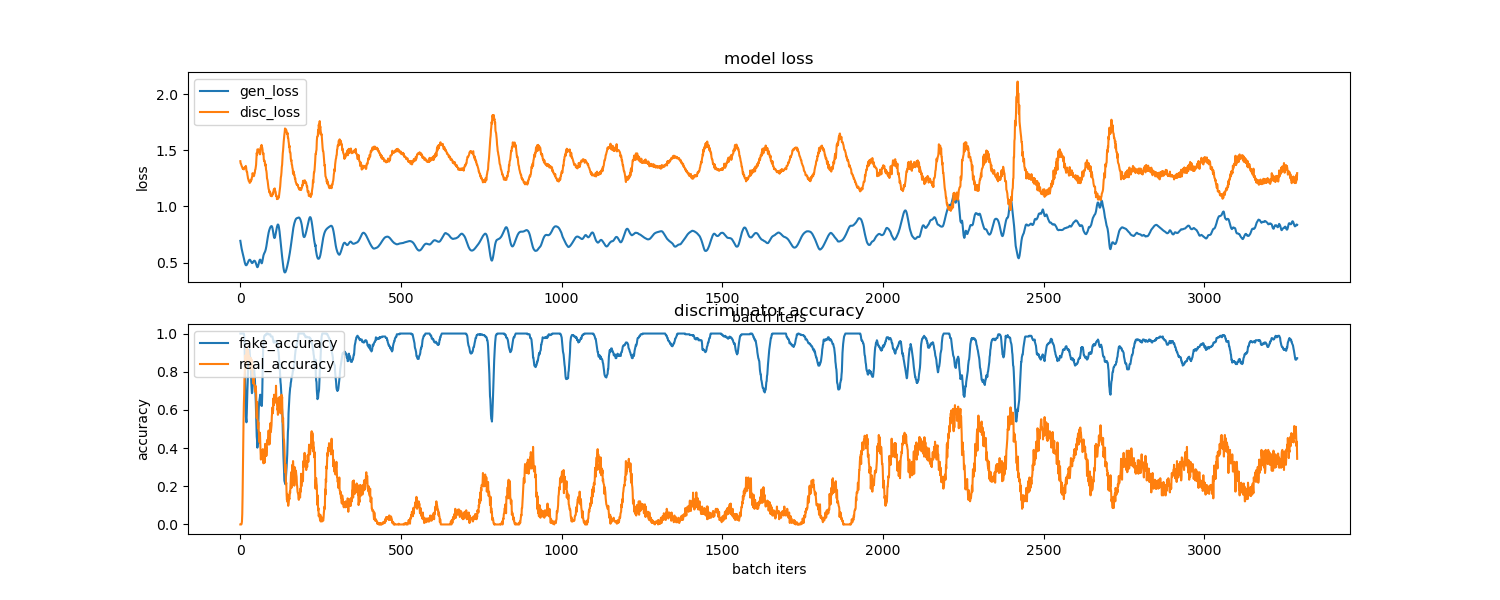 model loss
gen_loss
disc_loss
2.0
1.5
1.0
0.5
loss
0 500 1000 1500 2000 2500 3000
batch iters
discriminator accuracy
fake_accuracy
real_accuracy
1.0
0.8
0.6
0.4
0.2
0.0
accuracy
0 500 1000 1500 2000 2500 3000
batch iters